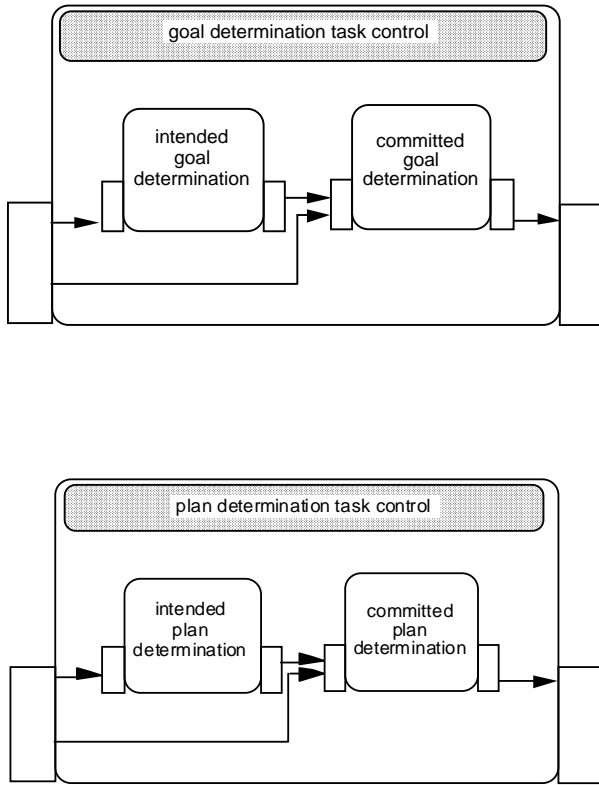 goal determination task control
intended
goal
determination
committed
goal
determination
plan determination task control
intended
plan
determination
committed
plan
determination